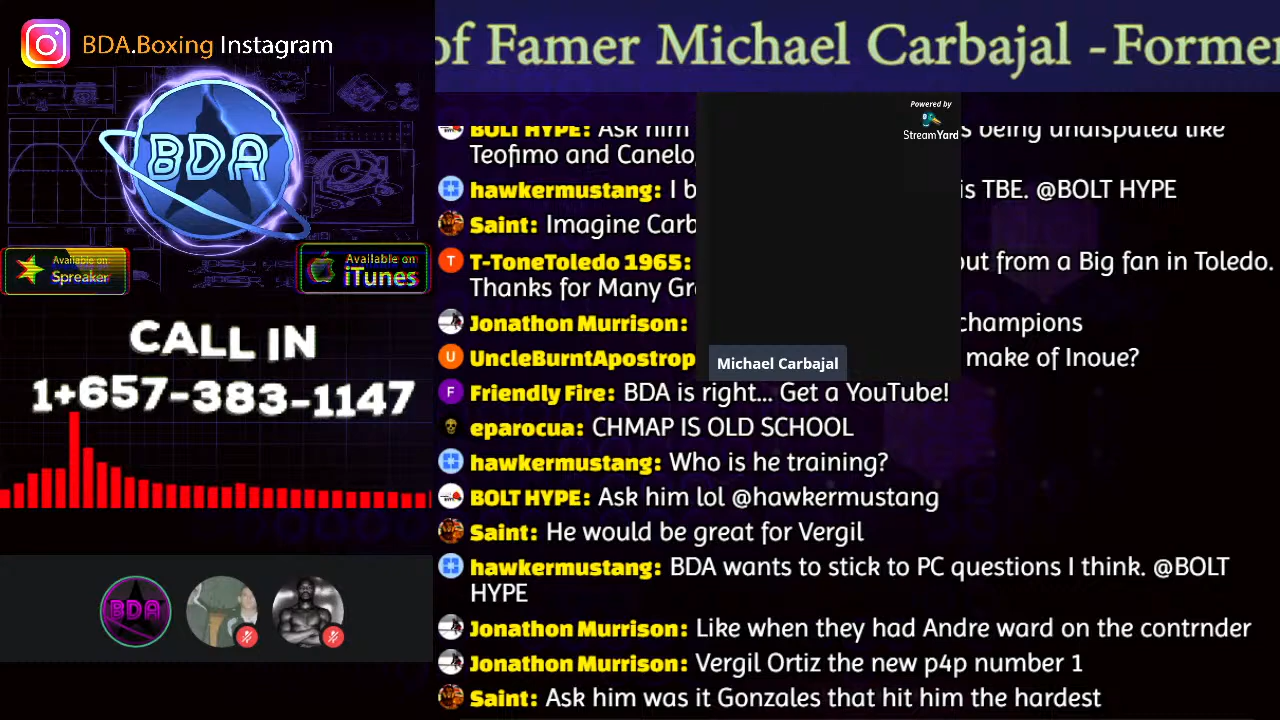 BDA.Boxing Instagram
of Famer Michael Carbajal -Former
BDA
Available on
Spreaker
Available on
iTunes
CALL IN
1+657-383-1147
BDA
Powered by
StreamYard
BOLT HYPE: Ask him s being undisputed like
Teofimo and Canelo,
hawkermustang: I b is TBE. @BOLT HYPE
Saint: Imagine Carb
T-ToneToledo 1965: out from a Big fan in Toledo.
Thanks for Many Gr
Jonathon Murrison: champions
UncleBurntApostrop make of Inoue?
Michael Carbajal
Friendly Fire: BDA is right... Get a YouTube!
eparocua: CHMAP IS OLD SCHOOL
hawkermustang: Who is he training?
BOLT HYPE: Ask him lol @hawkermustang
Saint: He would be great for Vergil
hawkermustang: BDA wants to stick to PC questions I think. @BOLT
HYPE
Jonathon Murrison: Like when they had Andre ward on the contrnder
Jonathon Murrison: Vergil Ortiz the new p4p number 1
Saint: Ask him was it Gonzales that hit him the hardest